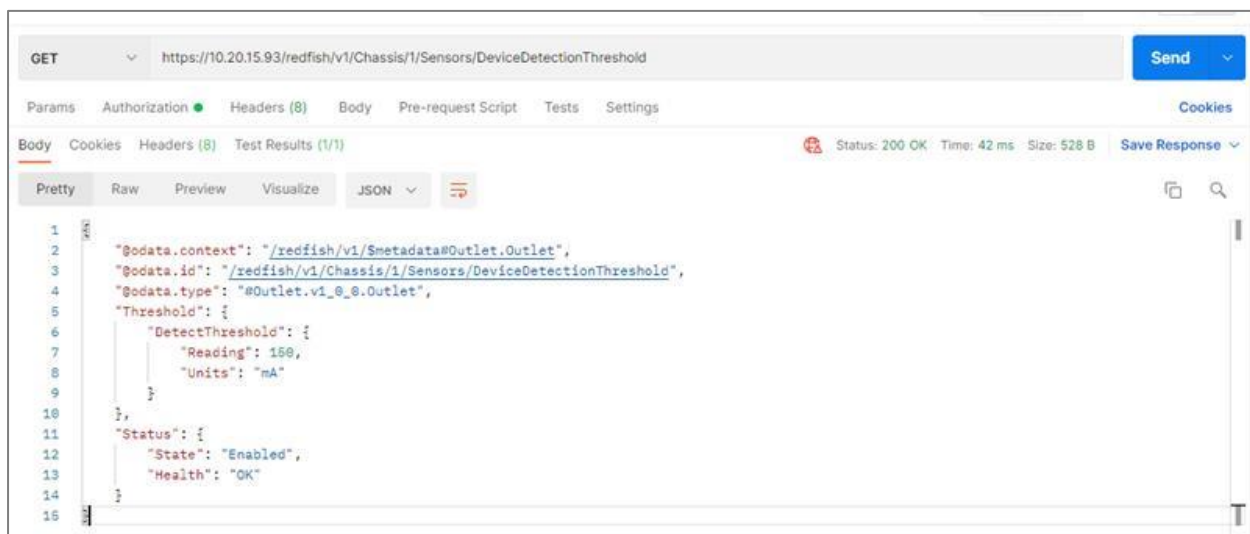 GET https://10.20.15.93/redfish/v1/Chassis/1/Sensors/DeviceDetectionThreshold Send
Params Authorization Headers (8) Body Pre-request Script Tests Settings Cookies
Body Cookies Headers (8) Test Results (1/1) Status: 200 OK Time: 42 ms Size: 528 B Save Response
Pretty Raw Preview Visualize JSON
1 {
2 "@odata.context": "/redfish/v1/$metadata#Outlet.Outlet",
3 "@odata.id": "/redfish/v1/Chassis/1/Sensors/DeviceDetectionThreshold",
4 "@odata.type": "#Outlet.v1_0_0.Outlet",
5 "Threshold": {
6 "DetectThreshold": {
7 "Reading": 150,
8 "Units": "mA"
9 }
10 },
11 "Status": {
12 "State": "Enabled",
13 "Health": "OK"
14 }
15 }